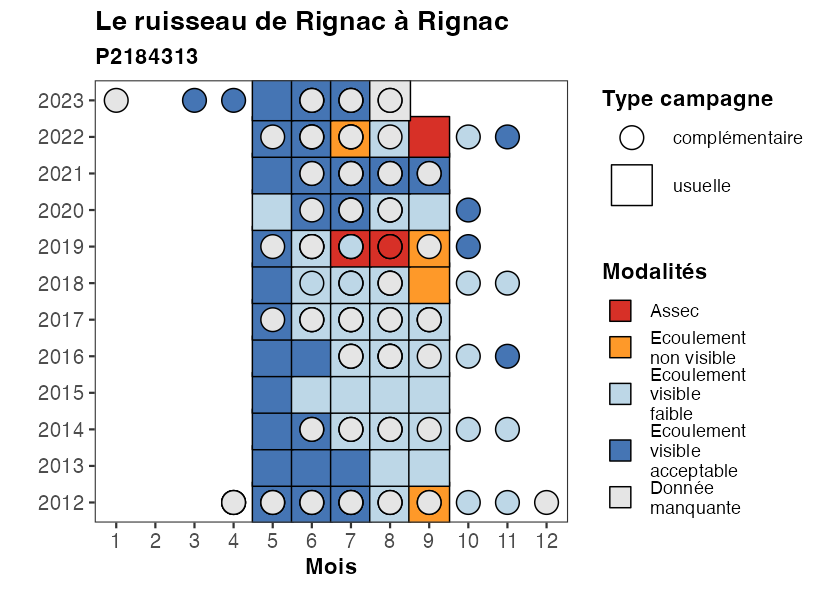 Le ruisseau de Rignac à Rignac
P2184313
2023
2022
2021
2020
2019
2018
2017
2016
2015
2014
2013
2012
1 2 3 4 5 6 7 8 9 10 11 12
Mois
Type campagne
complémentaire
usuelle
Modalités
Assec
Ecoulement
non visible
Ecoulement
visible
faible
Ecoulement
visible
acceptable
Donnée
manquante